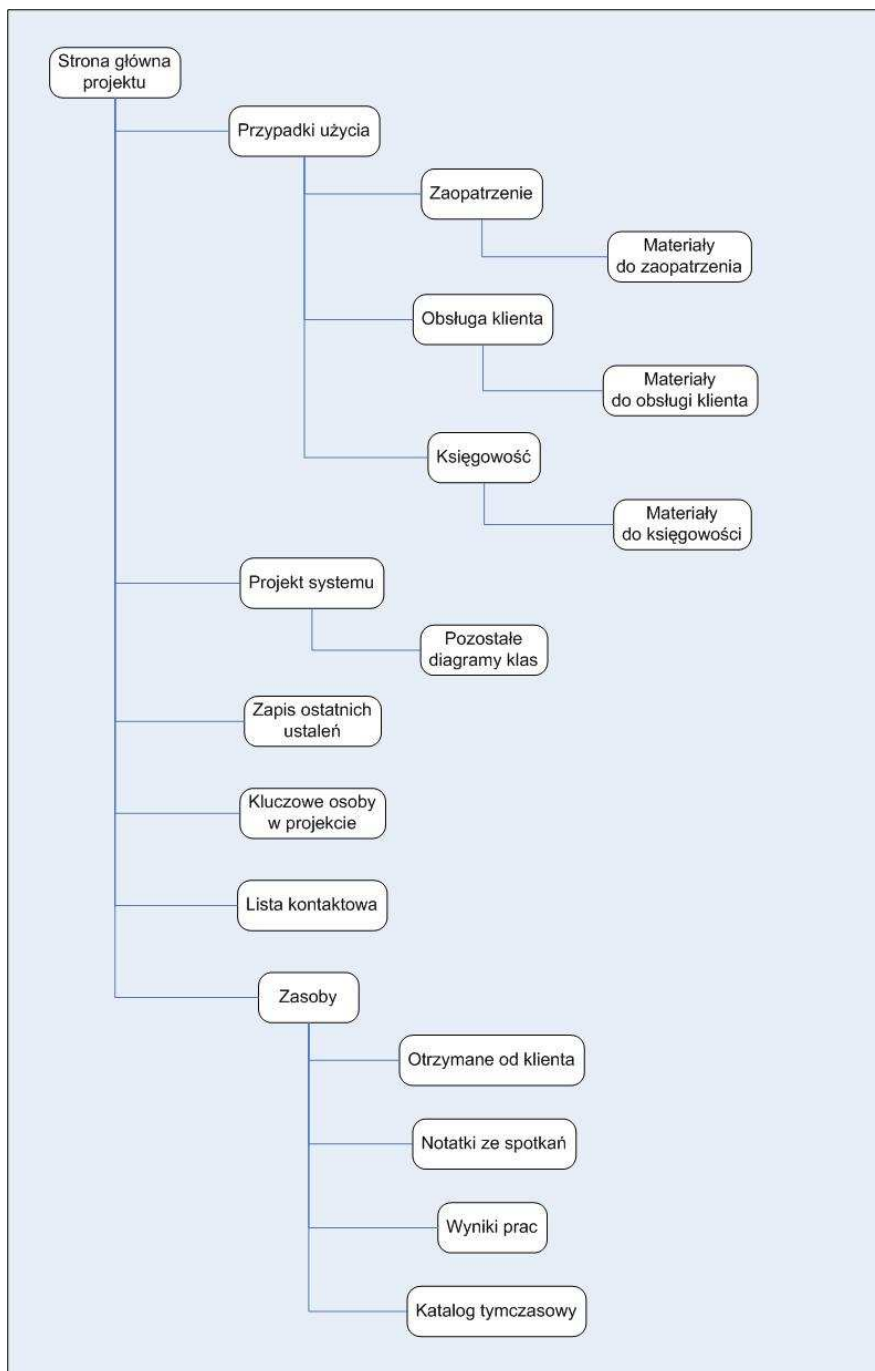 Strona główna
projektu
Przypadki użycia
Zaopatrzenie
Materiały
do zaopatrzenia
Obsługa klienta
Materiały
do obsługi klienta
Księgowość
Materiały
do księgowości
Projekt systemu
Pozostałe
diagramy klas
Zapis ostatnich
ustaleń
Kluczowe osoby
w projekcie
Lista kontaktowa
Zasoby
Otrzymane od klienta
Notatki ze spotkań
Wyniki prac
Katalog tymczasowy